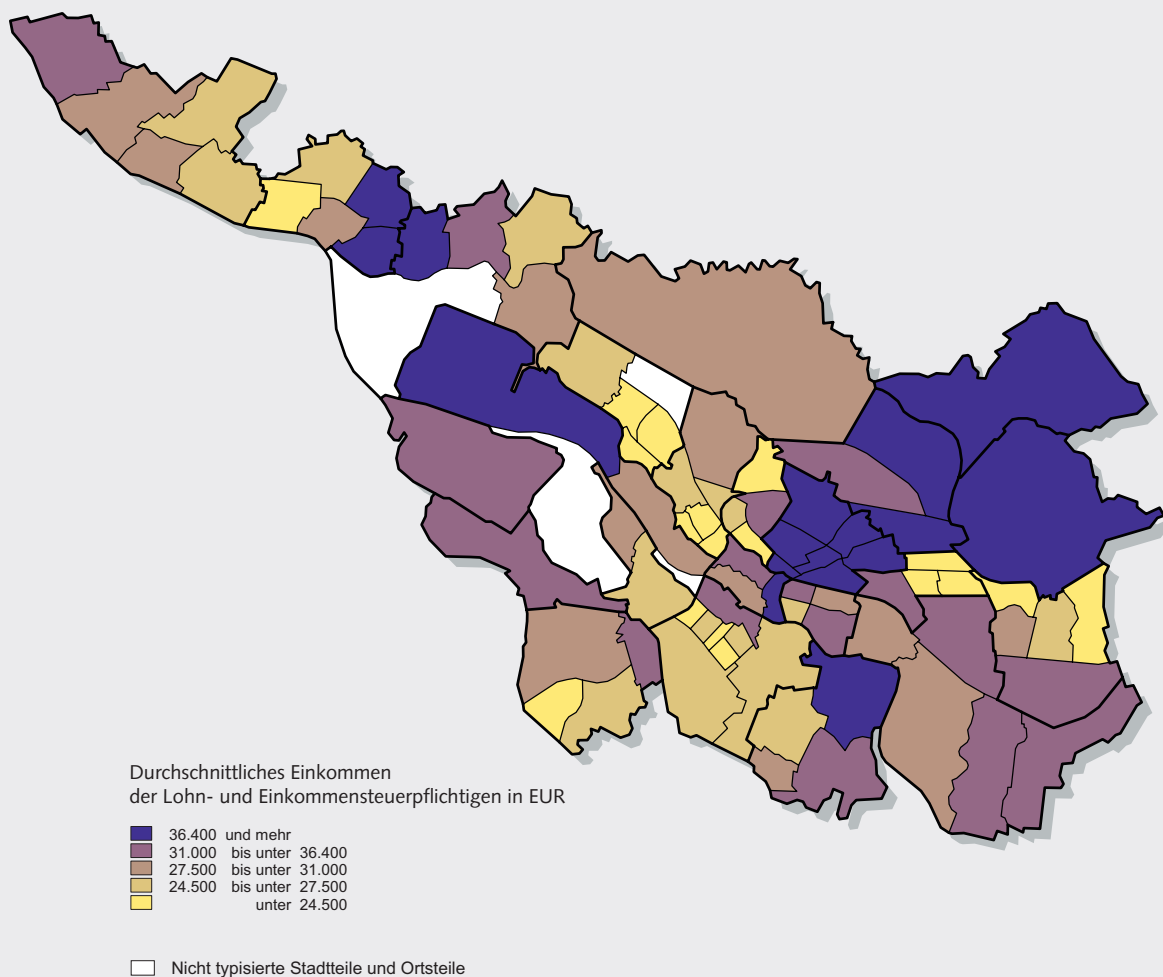 Durchschnittliches Einkommen
der Lohn- und Einkommensteuerpflichtigen in EUR
36.400 und mehr
31.000 bis unter 36.400
27.500 bis unter 31.000
24.500 bis unter 27.500
unter 24.500
Nicht typisierte Stadtteile und Ortsteile